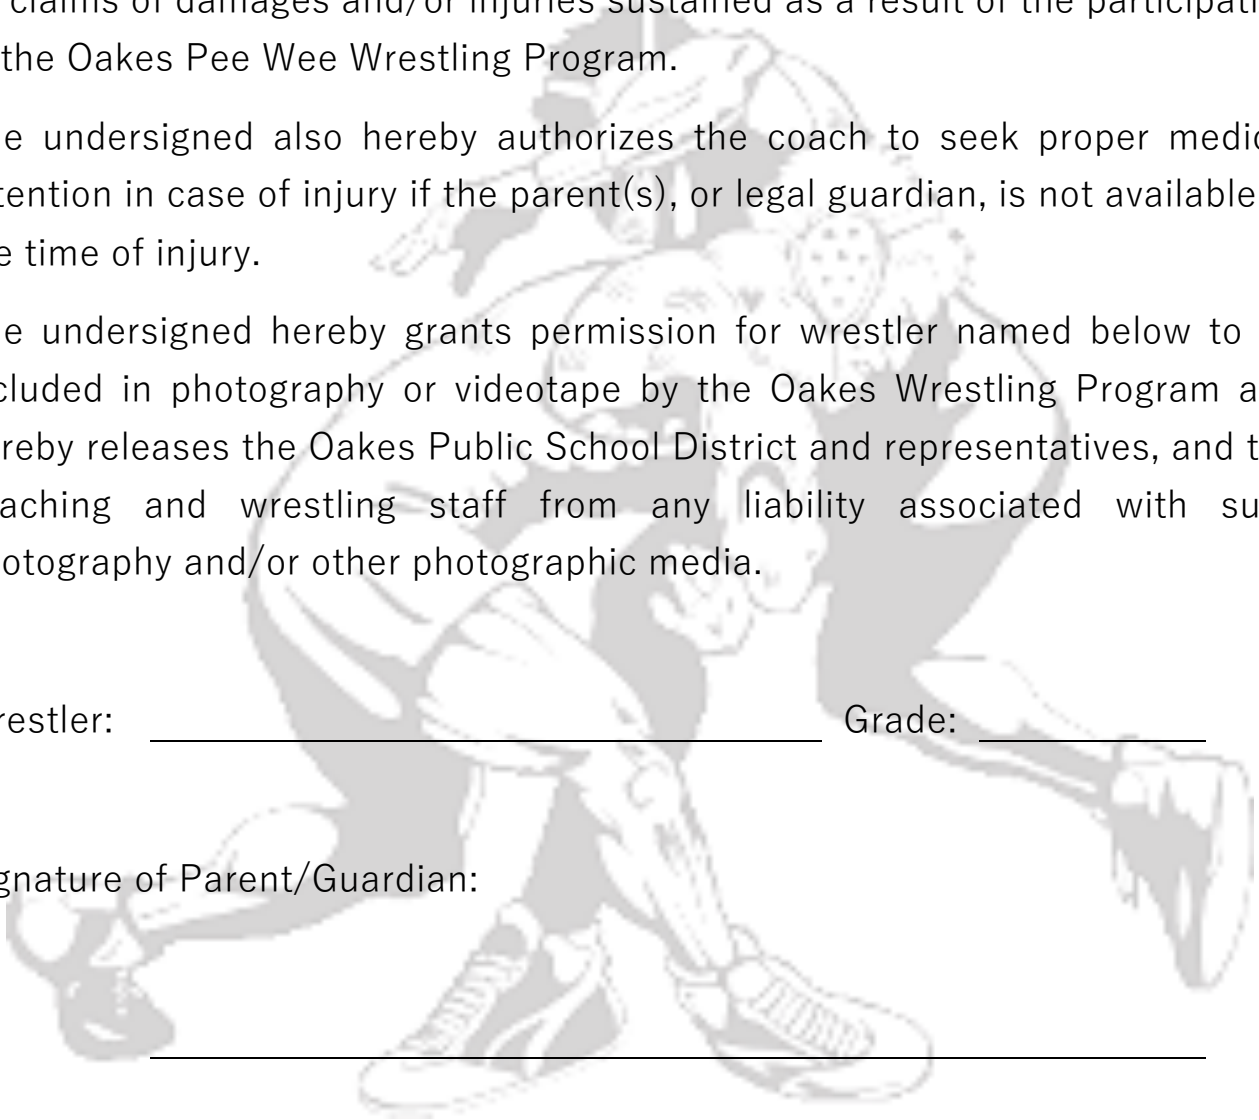 claims of damages and/or injuries sustained as a result of the participat
the Oakes Pee Wee Wrestling Program.
e undersigned also hereby authorizes the coach to seek proper medic
tention in case of injury if the parent(s), or legal guardian, is not available
e time of injury.
e undersigned hereby grants permission for wrestler named below to
cluded in photography or videotape by the Oakes Wrestling Program a
reby releases the Oakes Public School District and representatives, and t
aching and wrestling staff from any liability associated with su
otography and/or other photographic media.
restler: Grade:
gnature of Parent/Guardian: